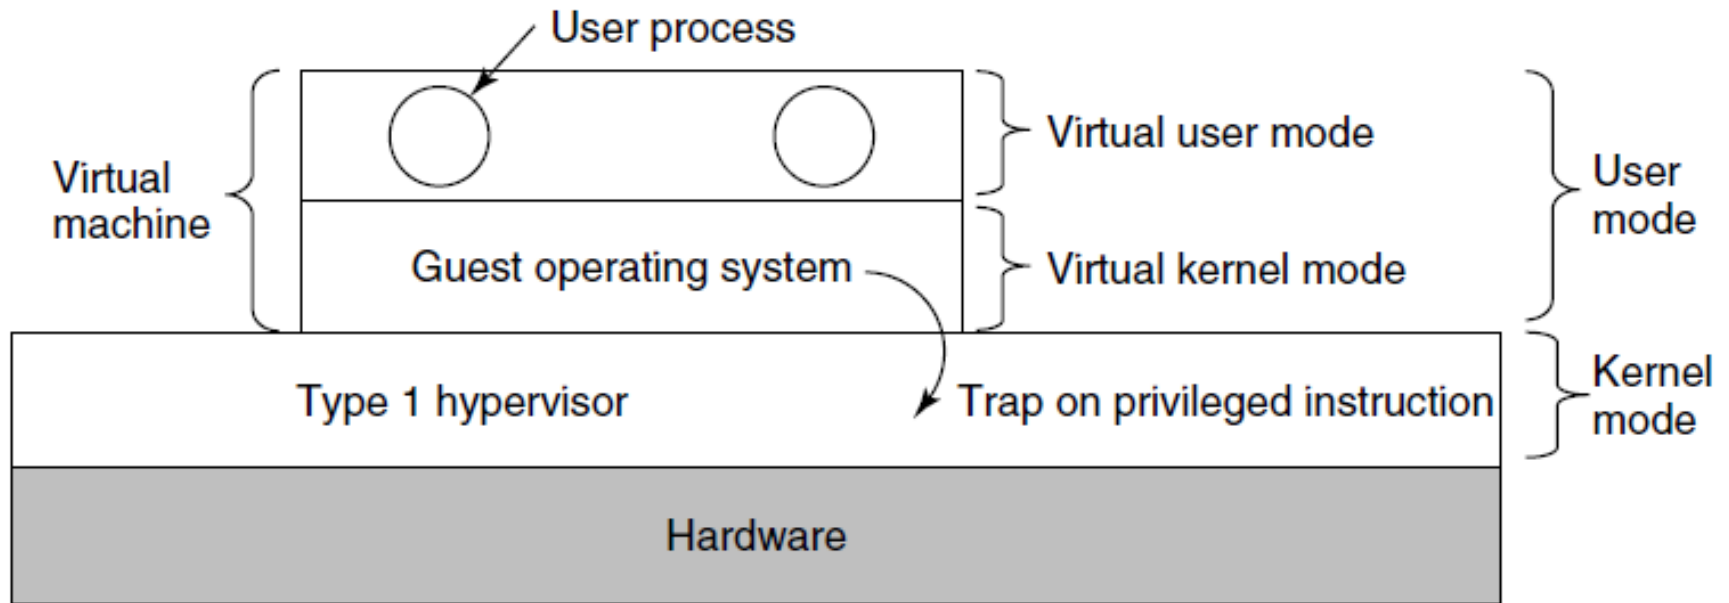 User process
Virtual
machine
Virtual user mode
User
mode
Guest operating system
Virtual kernel mode
Type 1 hypervisor
Trap on privileged instruction
Kernel
mode
Hardware